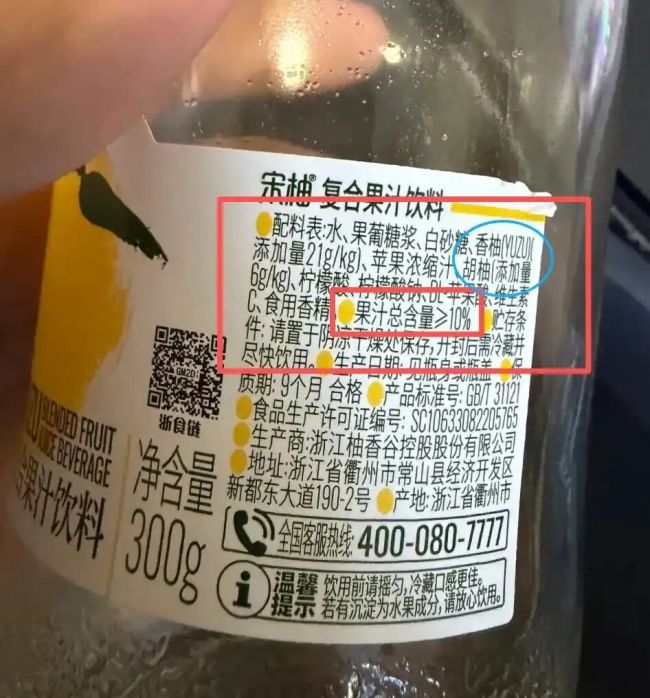 宋柚® 复合果汁饮料
配料表:水、果葡糖浆、白砂糖、香柚(YUZU)(
添加量21g/kg)、苹果浓缩汁、胡柚(添加量
6g/kg)、柠檬酸、柠檬酸钠、DL-苹果酸、维生素
C、食用香精 果汁总含量≥10% 贮存条
件: 请置于阴凉干燥处保存,开封后需冷藏并
尽快饮用。 生产日期: 见瓶身或瓶盖 保
质期: 9个月 合格 产品标准号: GB/T 31121
食品生产许可证编号: SC10633082205765
生产商: 浙江柚香谷控股股份有限公司
地址: 浙江省衢州市常山县经济开发区
新都东大道190-2号 产地: 浙江省衢州市
全国客服热线: 400-080-7777
温馨
提示
饮用前请摇匀,冷藏口感更佳。
若有沉淀为水果成分,请放心饮用。
GM2D
浙食链
BLENDED FRUIT
JUICE BEVERAGE
果汁饮料
净含量
300g